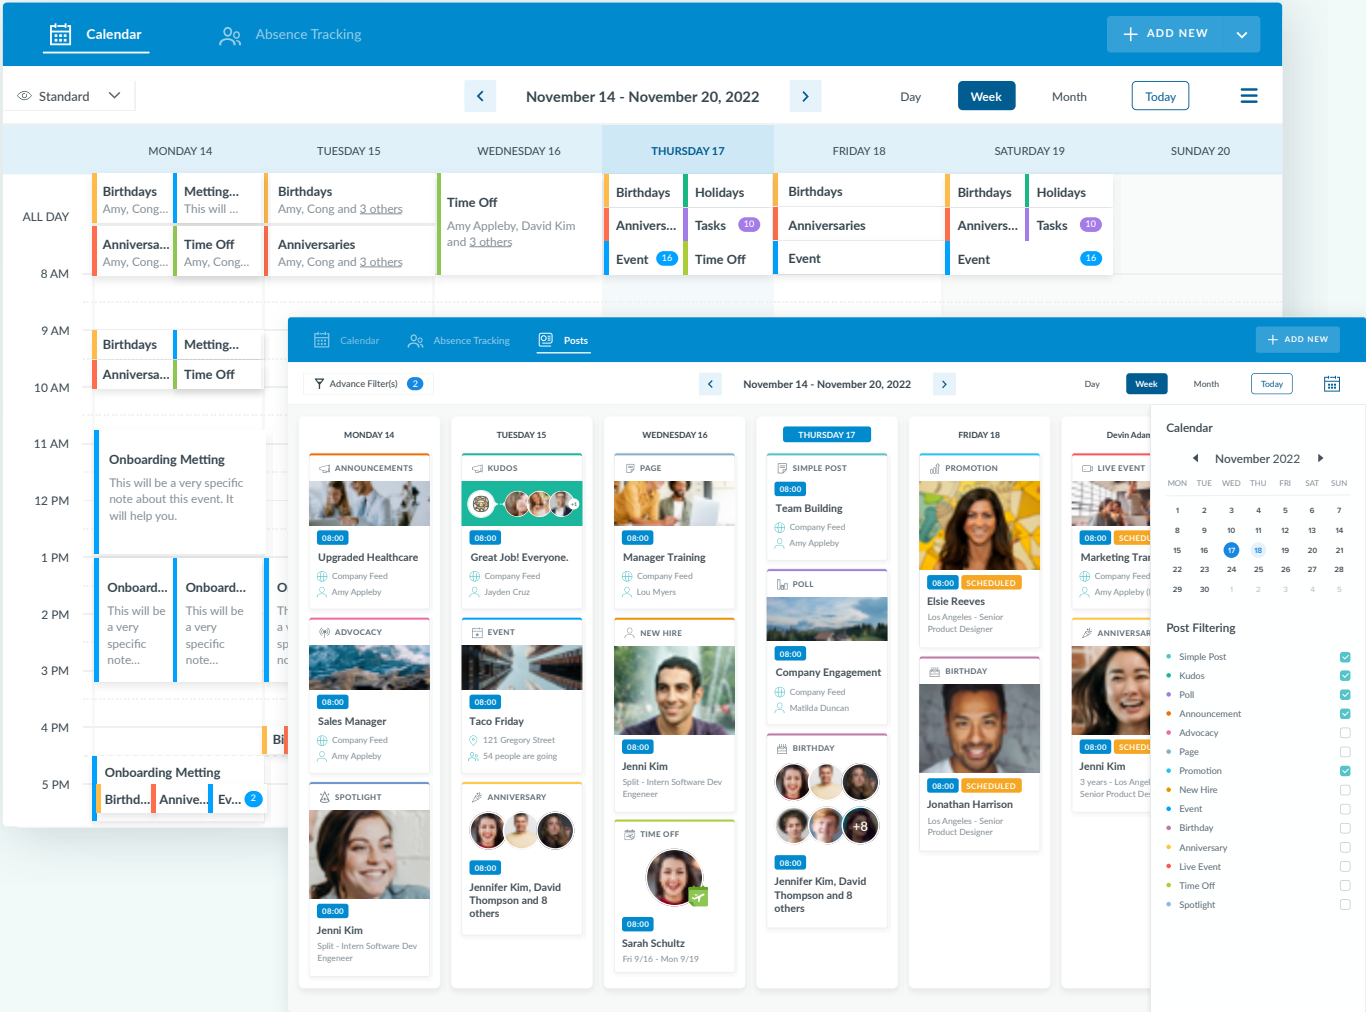 Calendar
Absence Tracking
ADD NEW
Standard
November 14 - November 20, 2022
Day
Week
Month
Today
MONDAY 14
TUESDAY 15
WEDNESDAY 16
THURSDAY 17
FRIDAY 18
SATURDAY 19
SUNDAY 20
ALL DAY
Birthdays
Amy, Cong...
Metting...
This will ...
Anniversa...
Amy, Cong...
Time Off
Amy, Cong...
Birthdays
Amy, Cong and 3 others
Anniversaries
Amy, Cong and 3 others
Time Off
Amy Appleby, David Kim
and 3 others
Birthdays
Holidays
Annivers...
Tasks 10
Event 16
Time Off
Birthdays
Anniversaries
Event
Birthdays
Holidays
Annivers...
Tasks 10
Event 16
8 AM
9 AM
Birthdays
Metting...
Anniversa...
Time Off
10 AM
11 AM
Onboarding Metting
This will be a very specific
note about this event. It
will help you.
12 PM
1 PM
Onboard...
This will be
a very
specific
note...
Onboard...
This will be
a very
specific
note...
O
Th
a
sp
no
2 PM
3 PM
4 PM
Bi
5 PM
Onboarding Metting
Birthd...
Annive...
Ev... 2
Calendar
Absence Tracking
Posts
ADD NEW
Advance Filter(s) 2
November 14 - November 20, 2022
Day
Week
Month
Today
MONDAY 14
ANNOUNCEMENTS
08:00
Upgraded Healthcare
Company Feed
Amy Appleby
ADVOCACY
08:00
Sales Manager
Company Feed
Amy Appleby
SPOTLIGHT
08:00
Jenni Kim
Split - Intern Software Dev
Engeneer
TUESDAY 15
KUDOS
+1
08:00
Great Job! Everyone.
Company Feed
Jayden Cruz
EVENT
08:00
Taco Friday
121 Gregory Street
54 people are going
ANNIVERSARY
08:00
Jennifer Kim, David
Thompson and 8
others
WEDNESDAY 16
PAGE
08:00
Manager Training
Company Feed
Lou Myers
NEW HIRE
08:00
Jenni Kim
Split - Intern Software Dev
Engeneer
TIME OFF
08:00
Sarah Schultz
Fri 9/16 - Mon 9/19
THURSDAY 17
SIMPLE POST
08:00
Team Building
Company Feed
Amy Appleby
POLL
08:00
Company Engagement
Company Feed
Matilda Duncan
BIRTHDAY
+8
08:00
Jennifer Kim, David
Thompson and 8
others
FRIDAY 18
PROMOTION
08:00 SCHEDULED
Elsie Reeves
Los Angeles - Senior
Product Designer
BIRTHDAY
08:00 SCHEDULED
Jonathan Harrison
Los Angeles - Senior
Product Designer
Devin Adam
LIVE EVENT
08:00 SCHEDU
Marketing Trai
Company Feed
Amy Appleby (
ANNIVERSAR
08:00 SCHEDU
Jenni Kim
3 years - Los Angel
Senior Product Des
Calendar
November 2022
MON TUE WED THU FRI SAT SUN
1 2 3 4 5 6 7
8 9 10 11 12 13 14
15 16 17 18 19 20 21
22 23 24 25 26 27 28
29 30 1 2 3 4 5
Post Filtering
Simple Post
Kudos
Poll
Announcement
Advocacy
Page
Promotion
New Hire
Event
Birthday
Anniversary
Live Event
Time Off
Spotlight